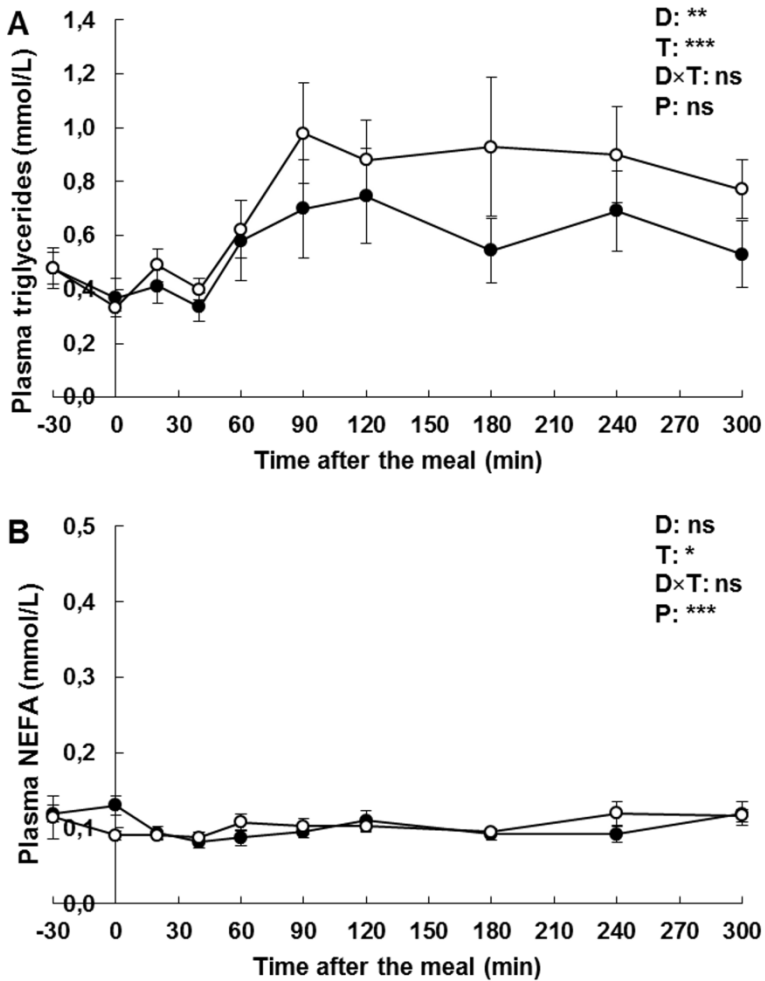 A
Plasma triglycerides (mmol/L)
1,4
1,2
1,0
0,8
0,6
0,4
0,2
0,0
D: **
T: ***
D×T: ns
P: ns
-30 0 30 60 90 120 150 180 210 240 270 300
Time after the meal (min)
B
Plasma NEFA (mmol/L)
0,5
0,4
0,3
0,2
0,1
0,0
D: ns
T: *
D×T: ns
P: ***
-30 0 30 60 90 120 150 180 210 240 270 300
Time after the meal (min)